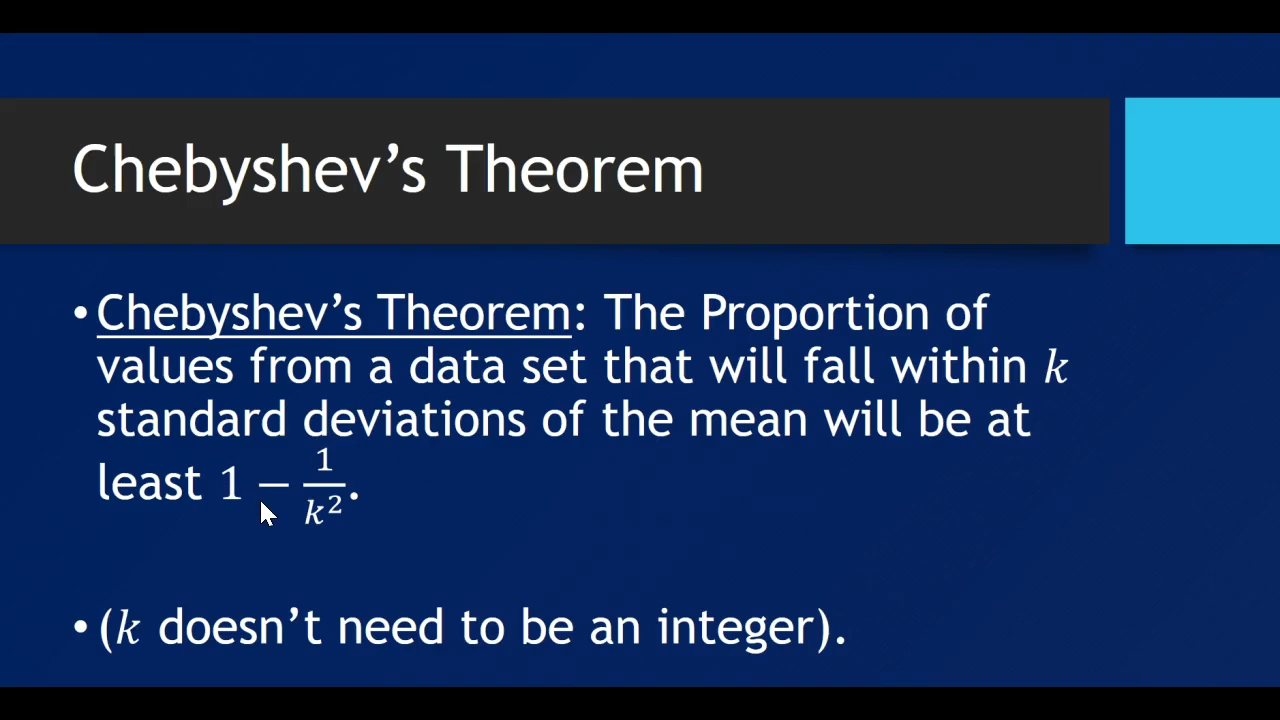 Chebyshev’s Theorem
• Chebyshev’s Theorem: The Proportion of
values from a data set that will fall within k
standard deviations of the mean will be at
least 1 − 1/k².
• (k doesn’t need to be an integer).